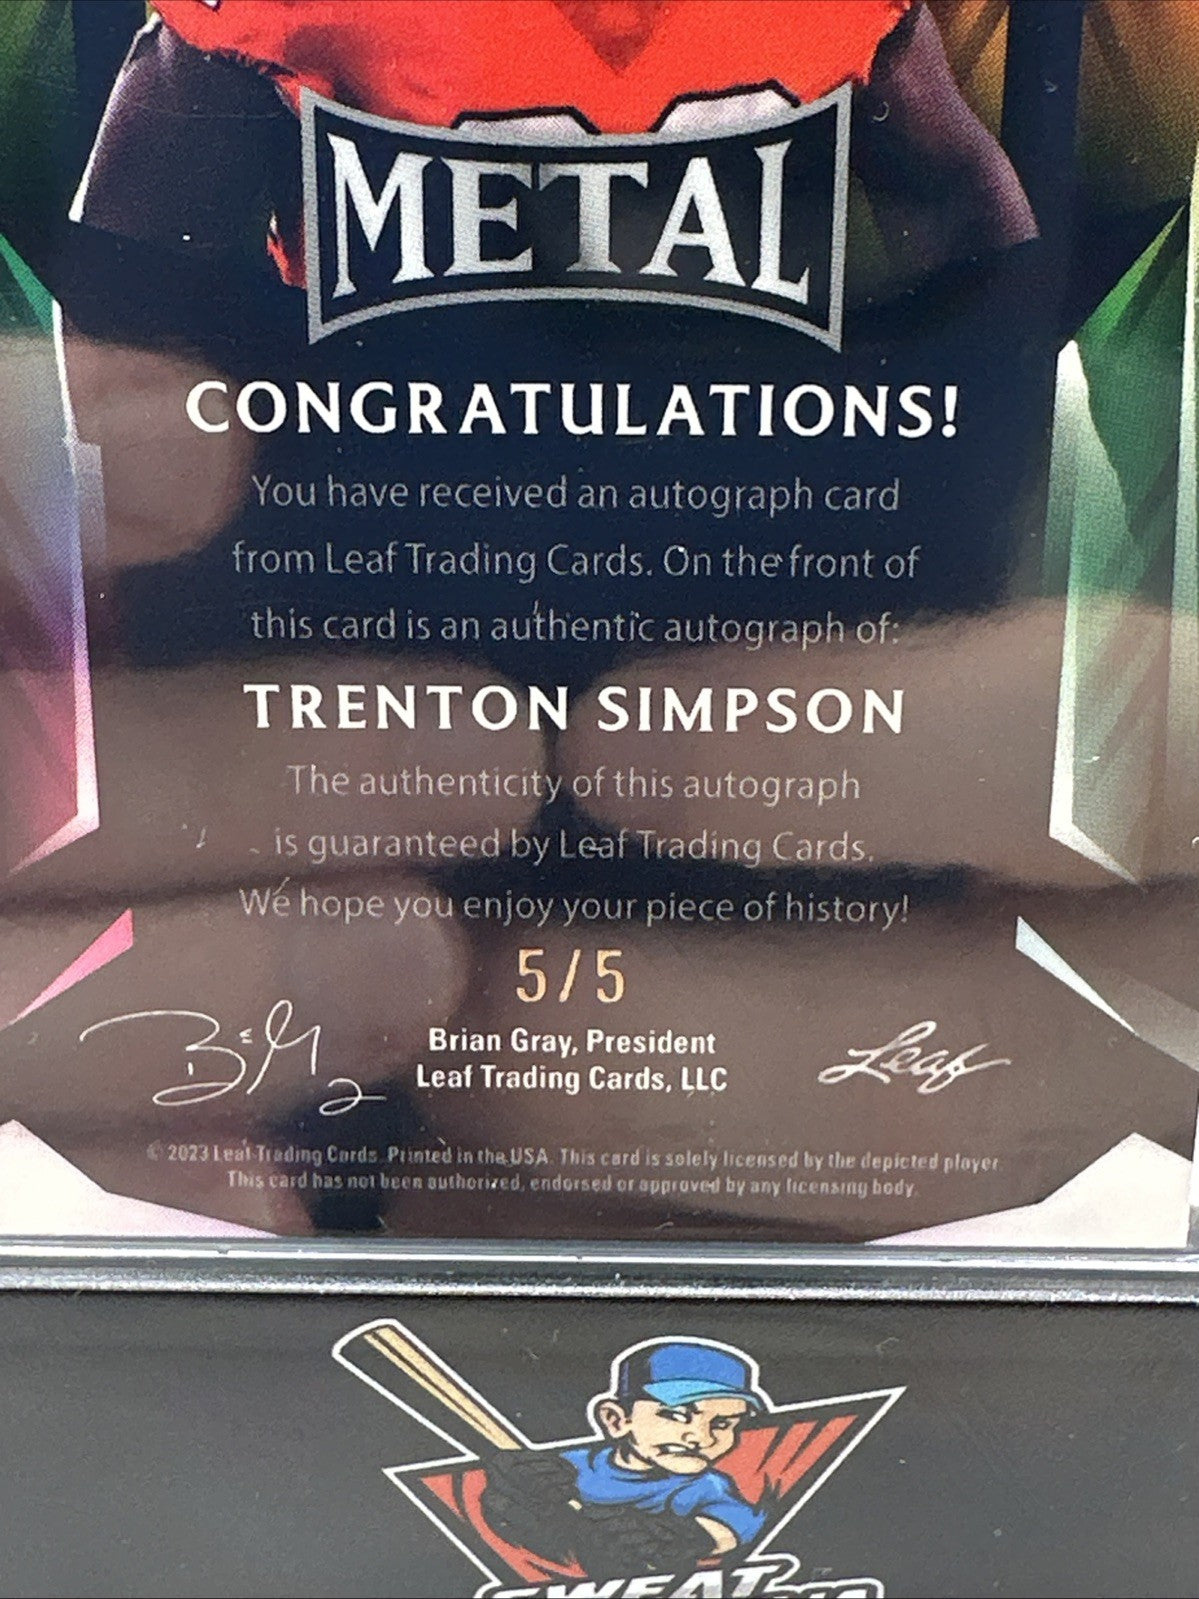 METAL
CONGRATULATIONS!
You have received an autograph card
from Leaf Trading Cards. On the front of
this card is an authentic autograph of:
TRENTON SIMPSON
The authenticity of this autograph
is guaranteed by Leaf Trading Cards.
We hope you enjoy your piece of history!
5/5
Brian Gray, President
Leaf Trading Cards, LLC
Leaf
© 2023 Leaf Trading Cards. Printed in the USA. This card is solely licensed by the depicted player.
This card has not been authorized, endorsed or approved by any licensing body.